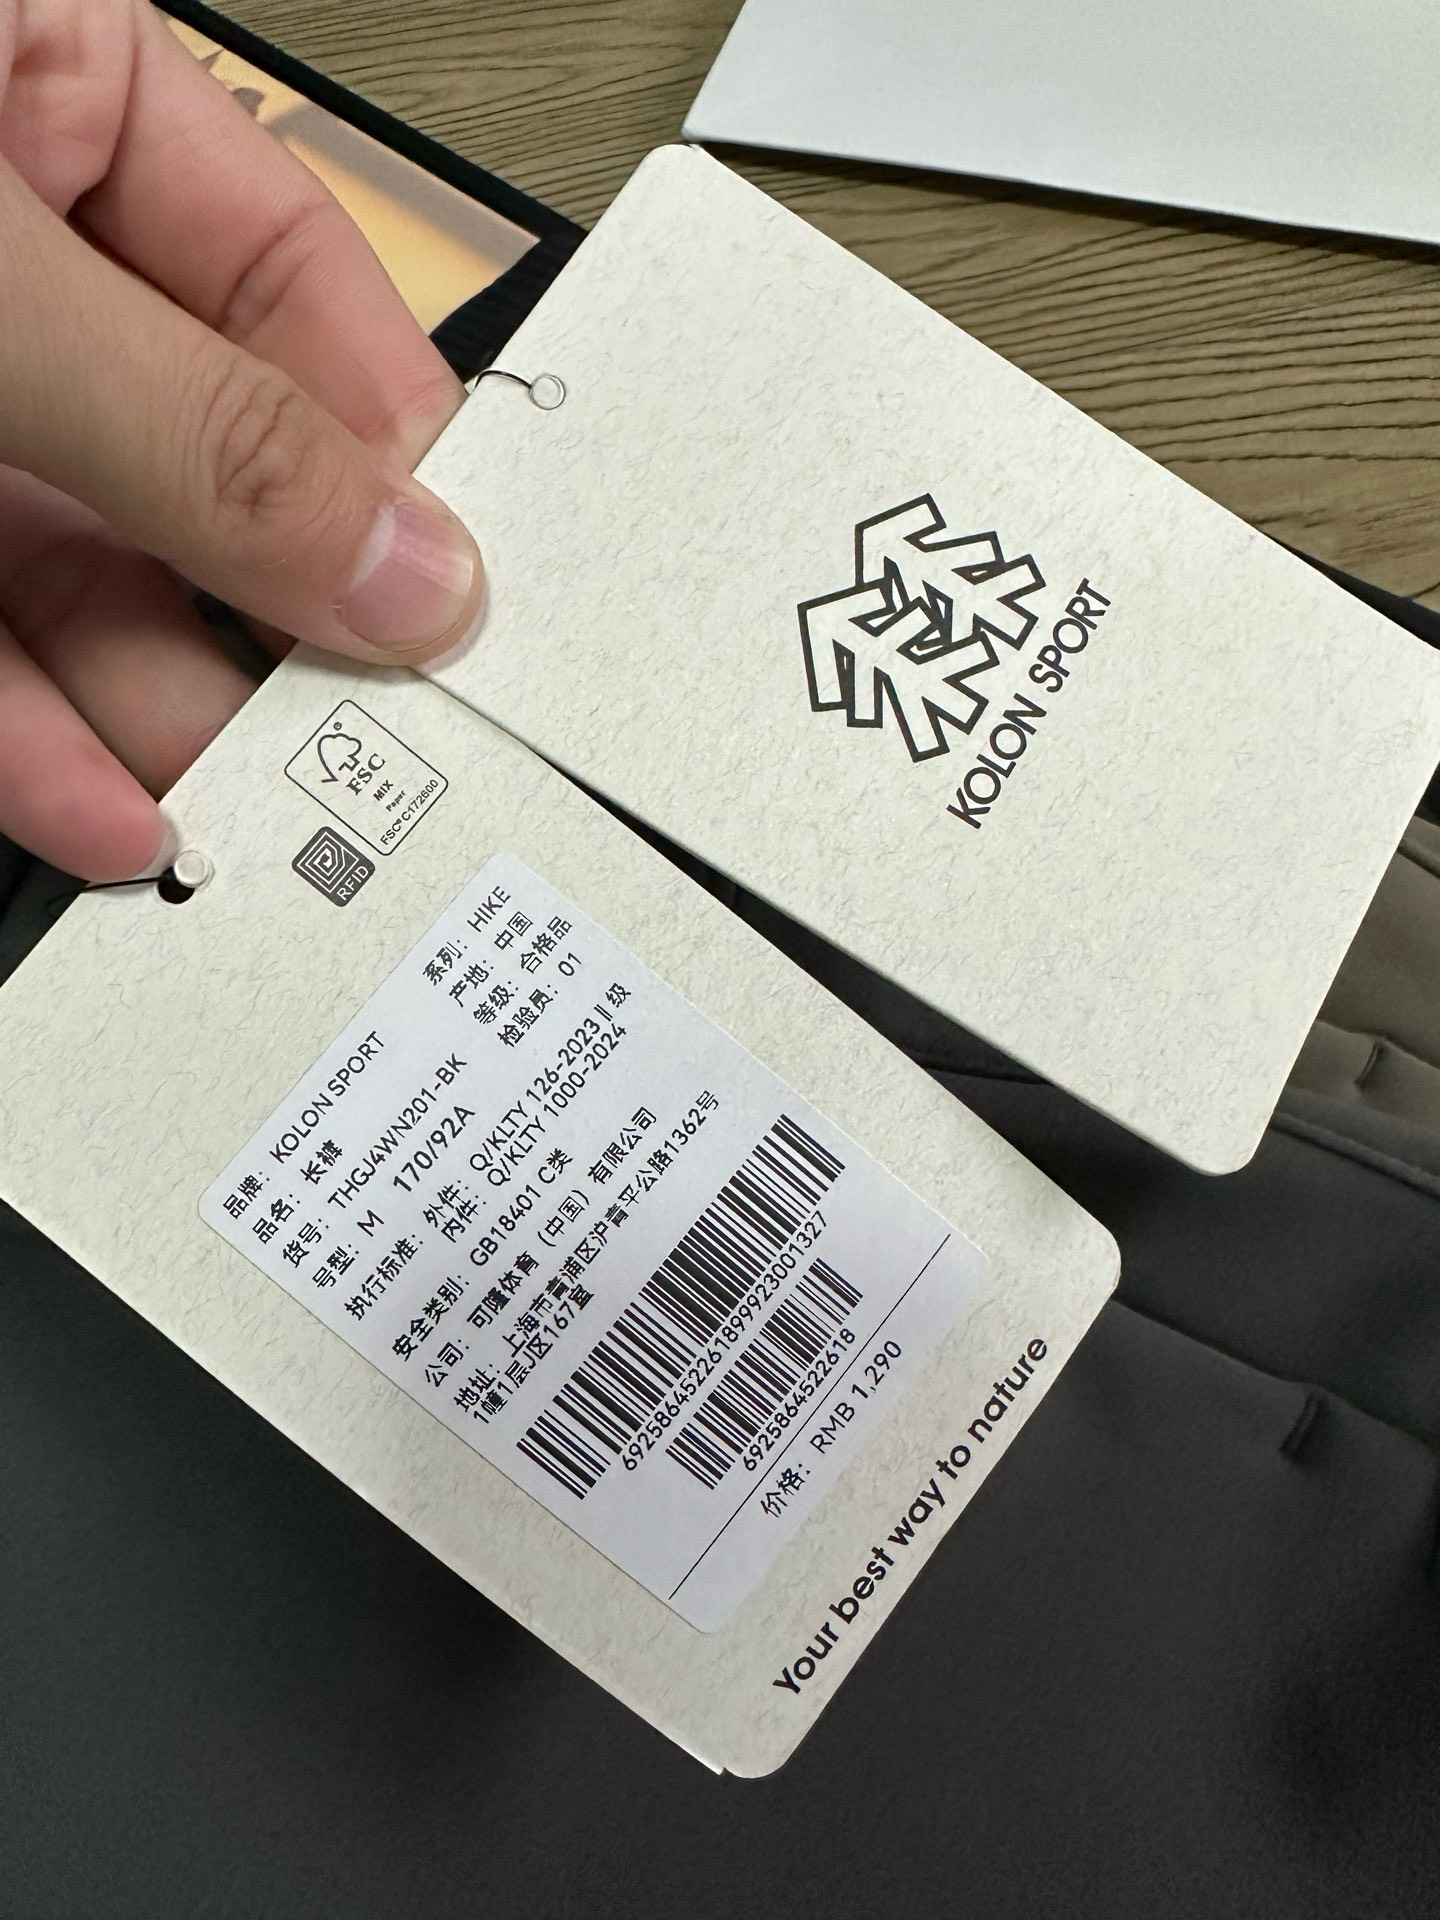 KOLON SPORT
FSC®
MIX
Paper
FSC® C172600
RFID
品牌: KOLON SPORT
系列: HIKE
品名: 长裤
产地: 中国
货号: THGJ4WN201-BK
等级: 合格品
号型: M 170/92A
检验员: 01
执行标准: 外件: Q/KLTY 126-2023 II 级
内件: Q/KLTY 1000-2024
安全类别: GB18401 C类
公司: 可隆体育（中国）有限公司
地址: 上海市青浦区沪青平公路1362号
1幢1层J区167室
6925864522618999230013​27
6925864522618
价格: RMB 1,290
Your best way to nature